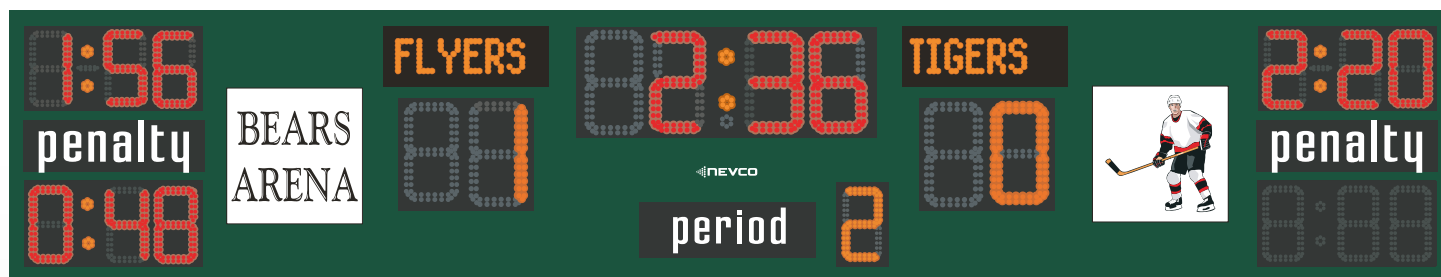 1:56
penalty
0:48
BEARS
ARENA
FLYERS
1
2:36
NEVCO
period
2
TIGERS
0
2:20
penalty